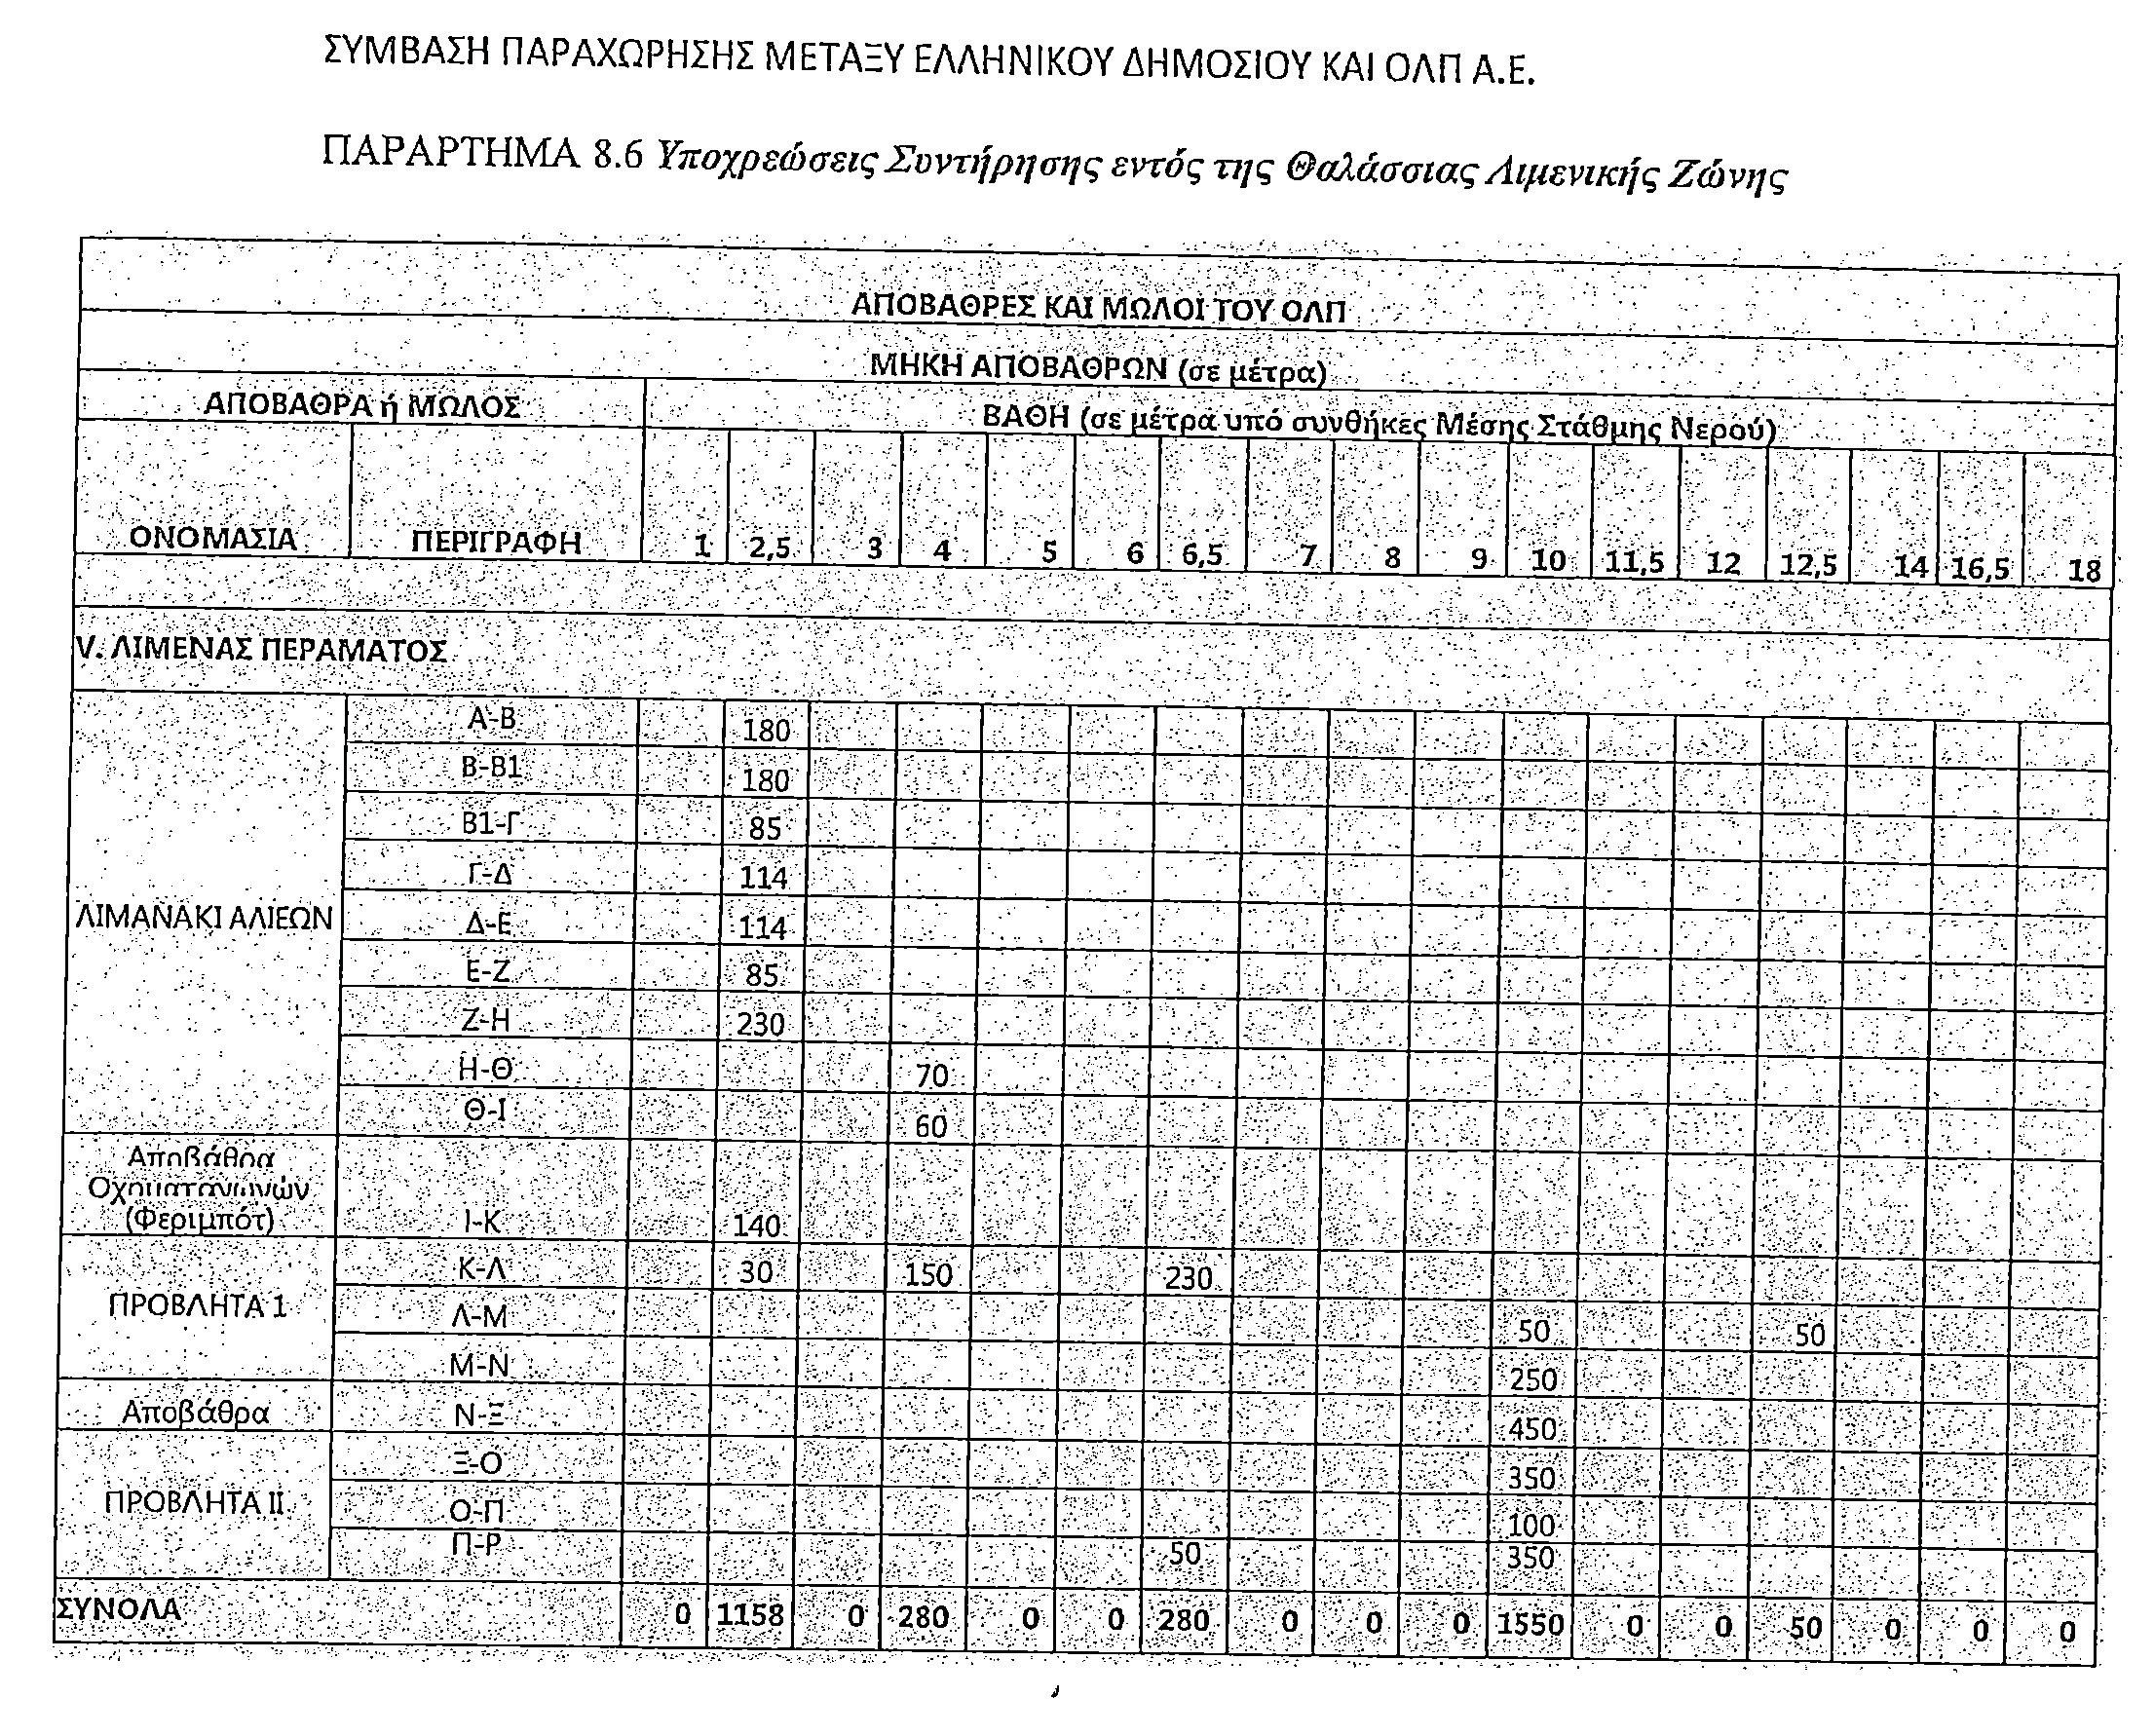 ΣΥΜΒΑΣΗ ΠΑΡΑΧΩΡΗΣΗΣ ΜΕΤΑΞΥ ΕΛΛΗΝΙΚΟΥ ΔΗΜΟΣΙΟΥ ΚΑΙ ΟΛΠ Α.Ε.
ΠΑΡΑΡΤΗΜΑ 8.6 Υποχρεώσεις Συντήρησης εντός της Θαλάσσιας Λιμενικής Ζώνης
ΑΠΟΒΑΘΡΕΣ ΚΑΙ ΜΩΛΟΙ ΤΟΥ ΟΛΠ
ΜΗΚΗ ΑΠΟΒΑΘΡΩΝ (σε μέτρα)
ΑΠΟΒΑΘΡΑ ή ΜΩΛΟΣ ΒΑΘΗ (σε μέτρα υπό συνθήκες Μέσης Στάθμης Νερού)
ΟΝΟΜΑΣΙΑ ΠΕΡΙΓΡΑΦΗ 1 2,5 3 4 5 6 6,5 7 8 9 10 11,5 12 12,5 14 16,5 18
V. ΛΙΜΕΝΑΣ ΠΕΡΑΜΑΤΟΣ
Α-Β 180
Β-Β1 180
Β1-Γ 85
Γ-Δ 114
ΛΙΜΑΝΑΚΙ ΑΛΙΕΩΝ Δ-Ε 114
Ε-Ζ 85
Ζ-Η 230
Η-Θ 70
Θ-Ι 60
Αποβάθρα
Οχηματαγωγών
(Φεριμπότ) Ι-Κ 140
Κ-Λ 30 150 230
ΠΡΟΒΛΗΤΑ 1 Λ-Μ 50 50
Μ-Ν 250
Αποβάθρα Ν-Ξ 450
Ξ-Ο 350
ΠΡΟΒΛΗΤΑ ΙΙ Ο-Π 100
Π-Ρ 50 350
ΣΥΝΟΛΑ 0 1158 0 280 0 0 280 0 0 0 1550 0 0 50 0 0 0